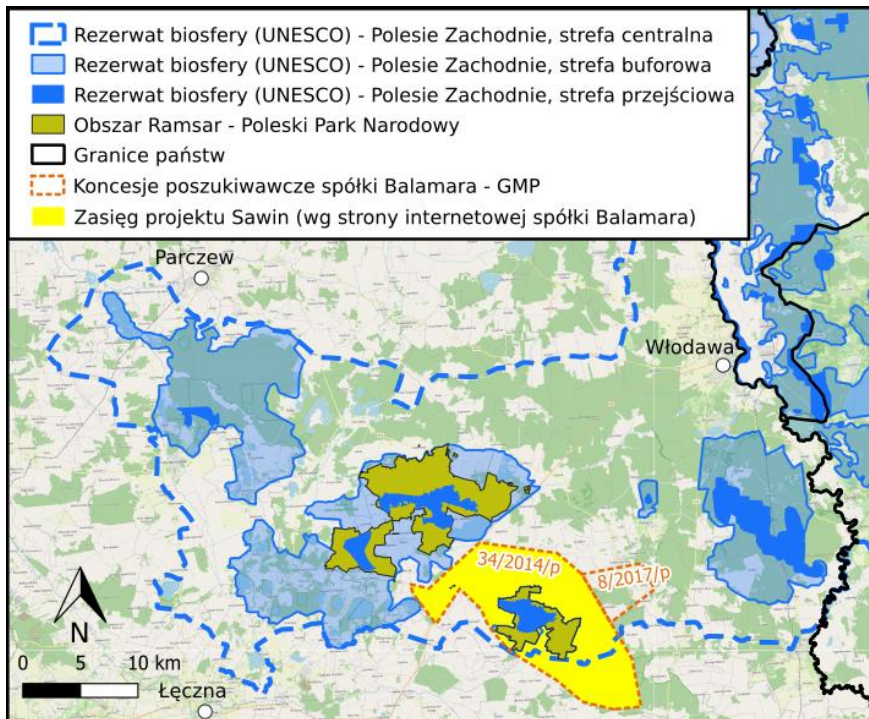 Rezerwat biosfery (UNESCO) - Polesie Zachodnie, strefa centralna
Rezerwat biosfery (UNESCO) - Polesie Zachodnie, strefa buforowa
Rezerwat biosfery (UNESCO) - Polesie Zachodnie, strefa przejściowa
Obszar Ramsar - Poleski Park Narodowy
Granice państw
Koncesje poszukiwawcze spółki Balamara - GMP
Zasięg projektu Sawin (wg strony internetowej spółki Balamara)
Parczew
Włodawa
34/2014/p
8/2017/p
N
0 5 10 km
Łęczna